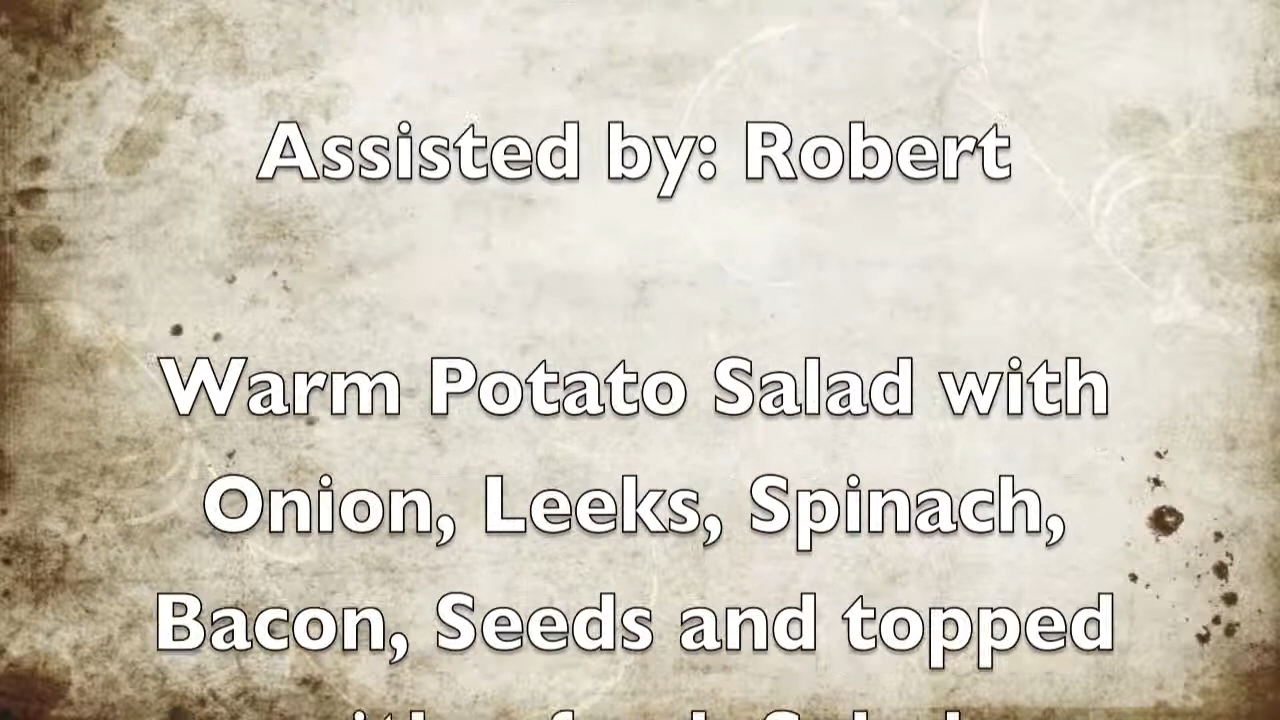 Assisted by: Robert
Warm Potato Salad with
Onion, Leeks, Spinach,
Bacon, Seeds and topped